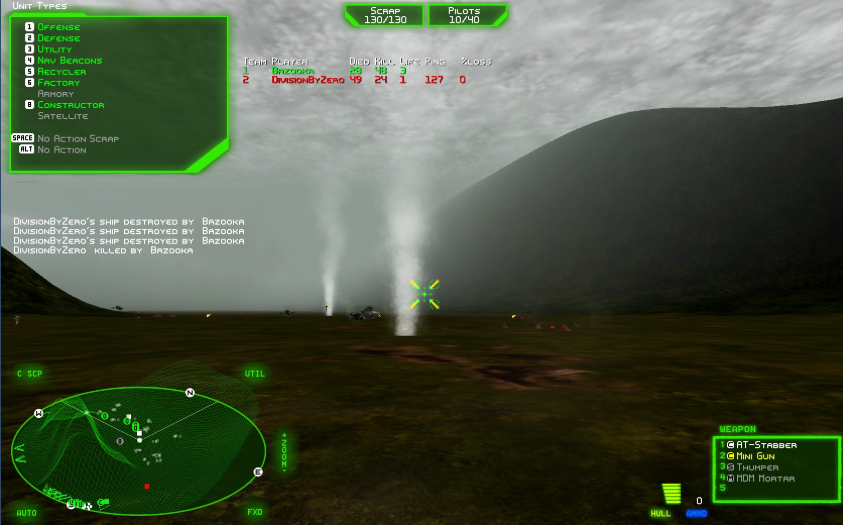 Unit Types
1 Offense
2 Defense
3 Utility
4 Nav Beacons
5 Recycler
6 Factory
Armory
8 Constructor
Satellite
SPACE No Action Scrap
ALT No Action
Scrap
130/130
Pilots
10/40
Team Player Died Kill Life Ping %Loss
1 Bazooka 28 48 3
2 DivisionByZero 49 24 1 127 0
DivisionByZero's ship destroyed by Bazooka
DivisionByZero's ship destroyed by Bazooka
DivisionByZero's ship destroyed by Bazooka
DivisionByZero killed by Bazooka
C SCP
UTIL
N
W
E
+ZOOM-
AUTO
FXD
WEAPON
1 C AT-Stabber
2 C Mini Gun
3 Thumper
4 MDM Mortar
5
0
HULL
AMMO